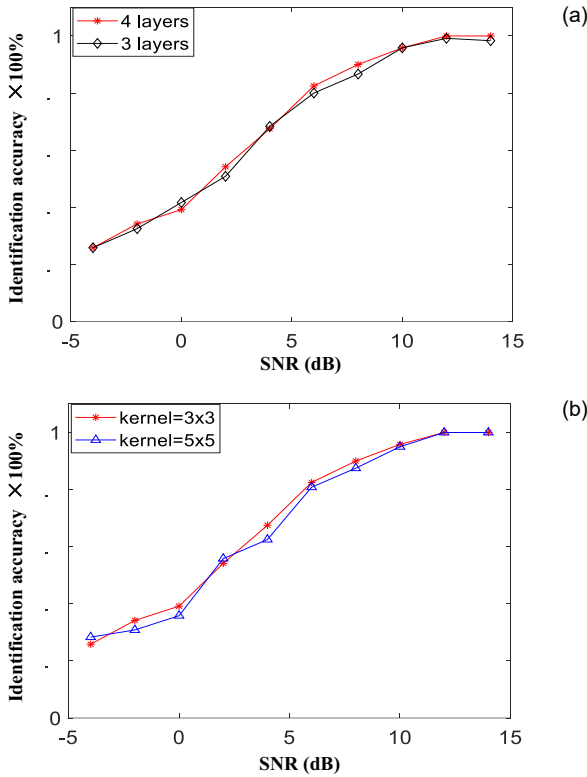 (a)
4 layers
3 layers
Identification accuracy ×100%
1
0
-5
0
5
10
15
SNR (dB)
(b)
kernel=3x3
kernel=5x5
Identification accuracy ×100%
1
0
-5
0
5
10
15
SNR (dB)